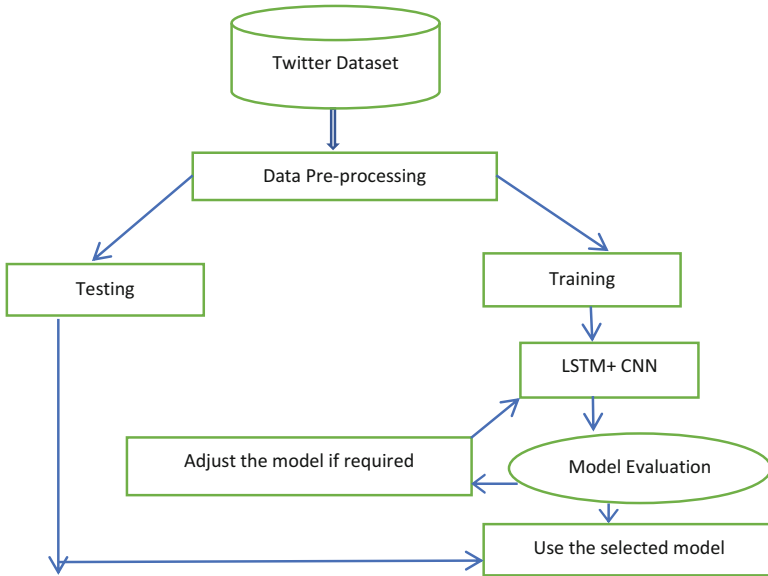 Twitter Dataset
Data Pre-processing
Testing
Training
LSTM+ CNN
Adjust the model if required
Model Evaluation
Use the selected model